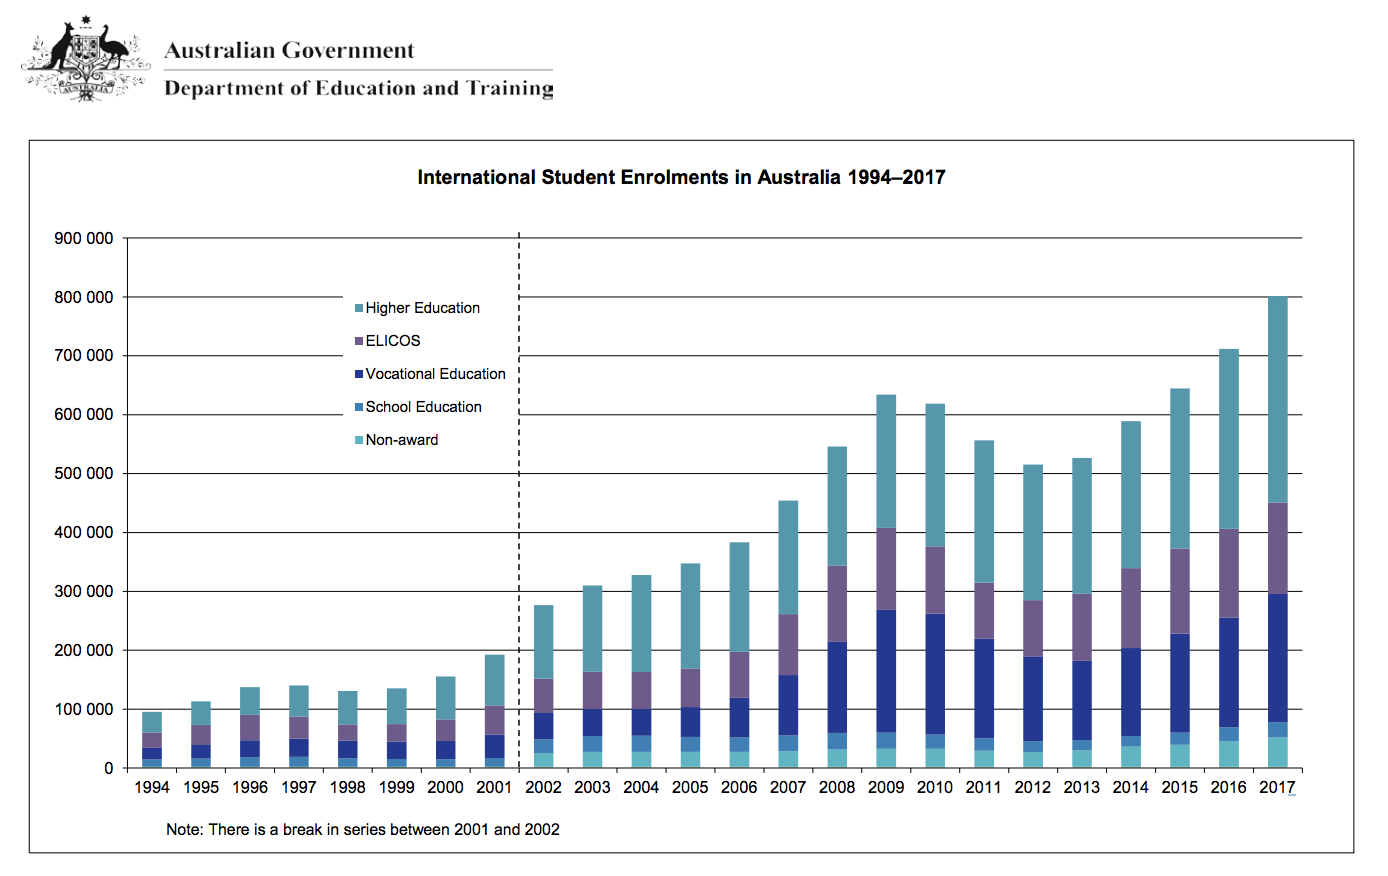 Australian Government
Department of Education and Training
AUSTRALIA
International Student Enrolments in Australia 1994–2017
900 000
800 000
700 000
600 000
500 000
400 000
300 000
200 000
100 000
0
Higher Education
ELICOS
Vocational Education
School Education
Non-award
1994 1995 1996 1997 1998 1999 2000 2001 2002 2003 2004 2005 2006 2007 2008 2009 2010 2011 2012 2013 2014 2015 2016 2017
Note: There is a break in series between 2001 and 2002